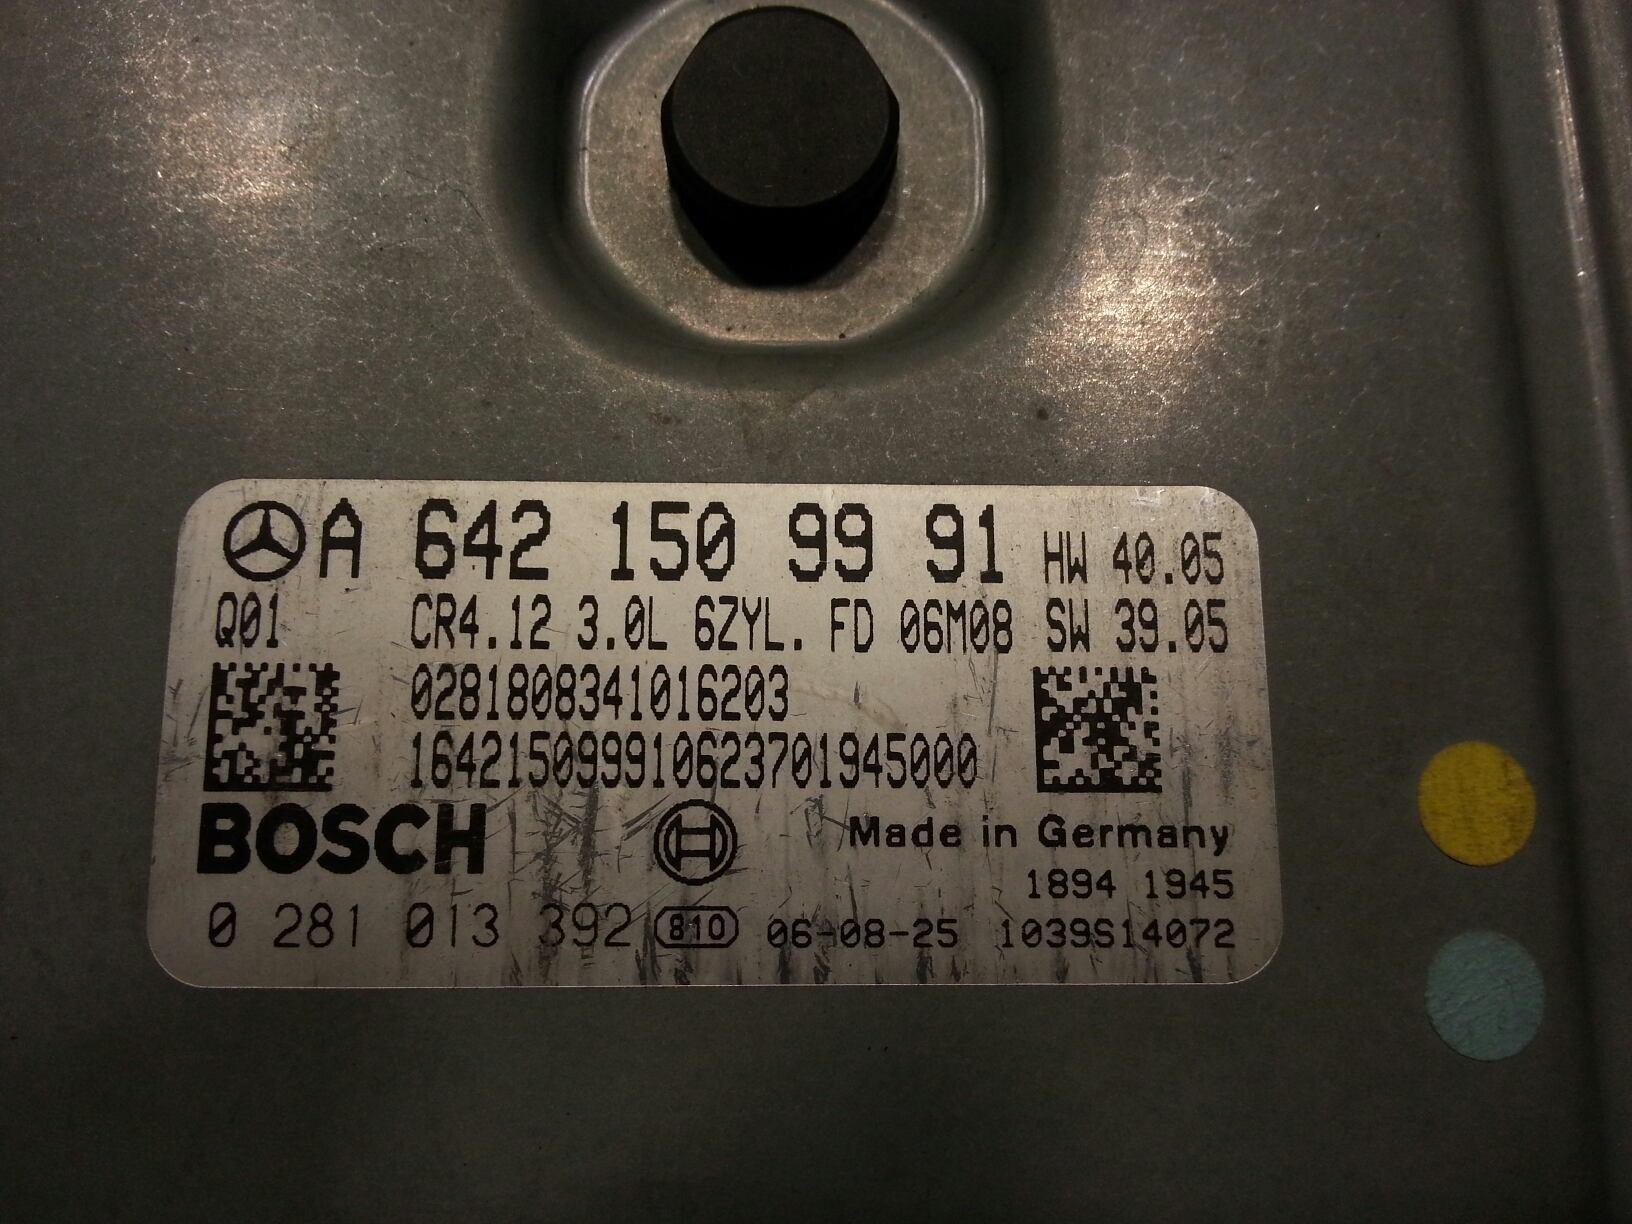 A 642 150 99 91 HW 40.05
Q01 CR4.12 3.0L 6ZYL. FD 06M08 SW 39.05
0281808341016203
164215099910623701945000
BOSCH Made in Germany
1894 1945
0 281 013 392 810 06-08-25 1039S14072